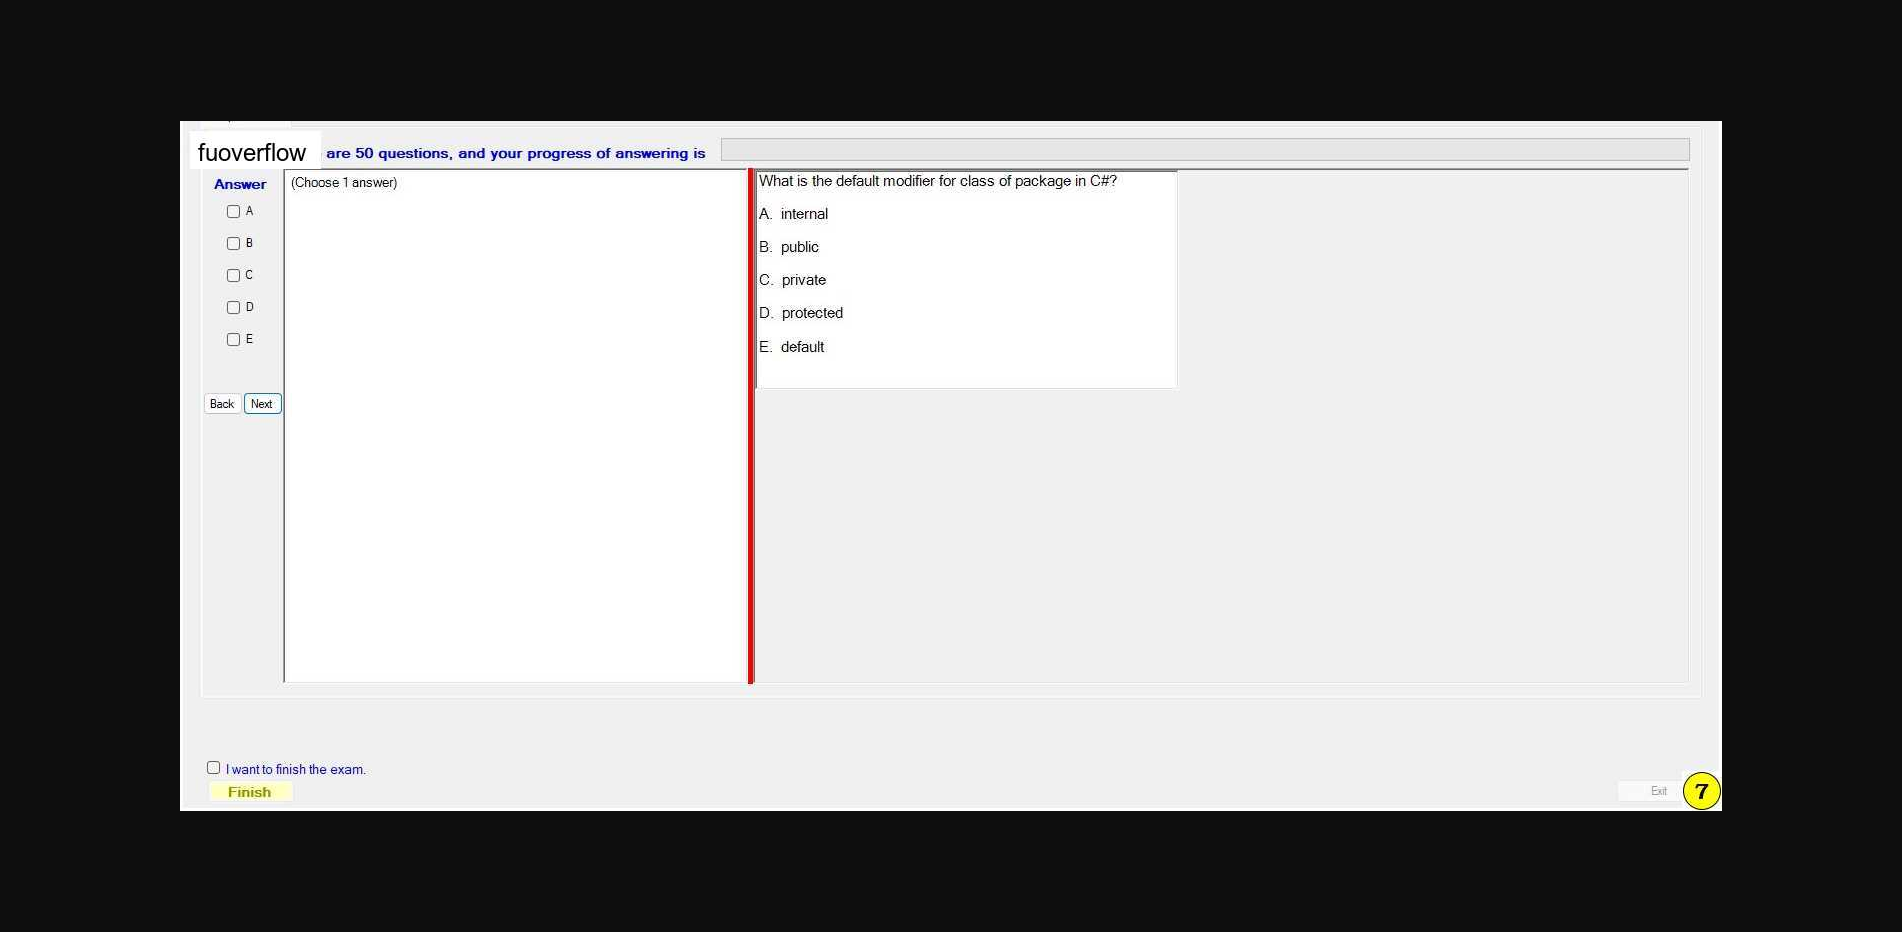 fuoverflow are 50 questions, and your progress of answering is
Answer
A
B
C
D
E
Back Next
(Choose 1 answer)
What is the default modifier for class of package in C#?
A. internal
B. public
C. private
D. protected
E. default
I want to finish the exam.
Finish
Exit
7